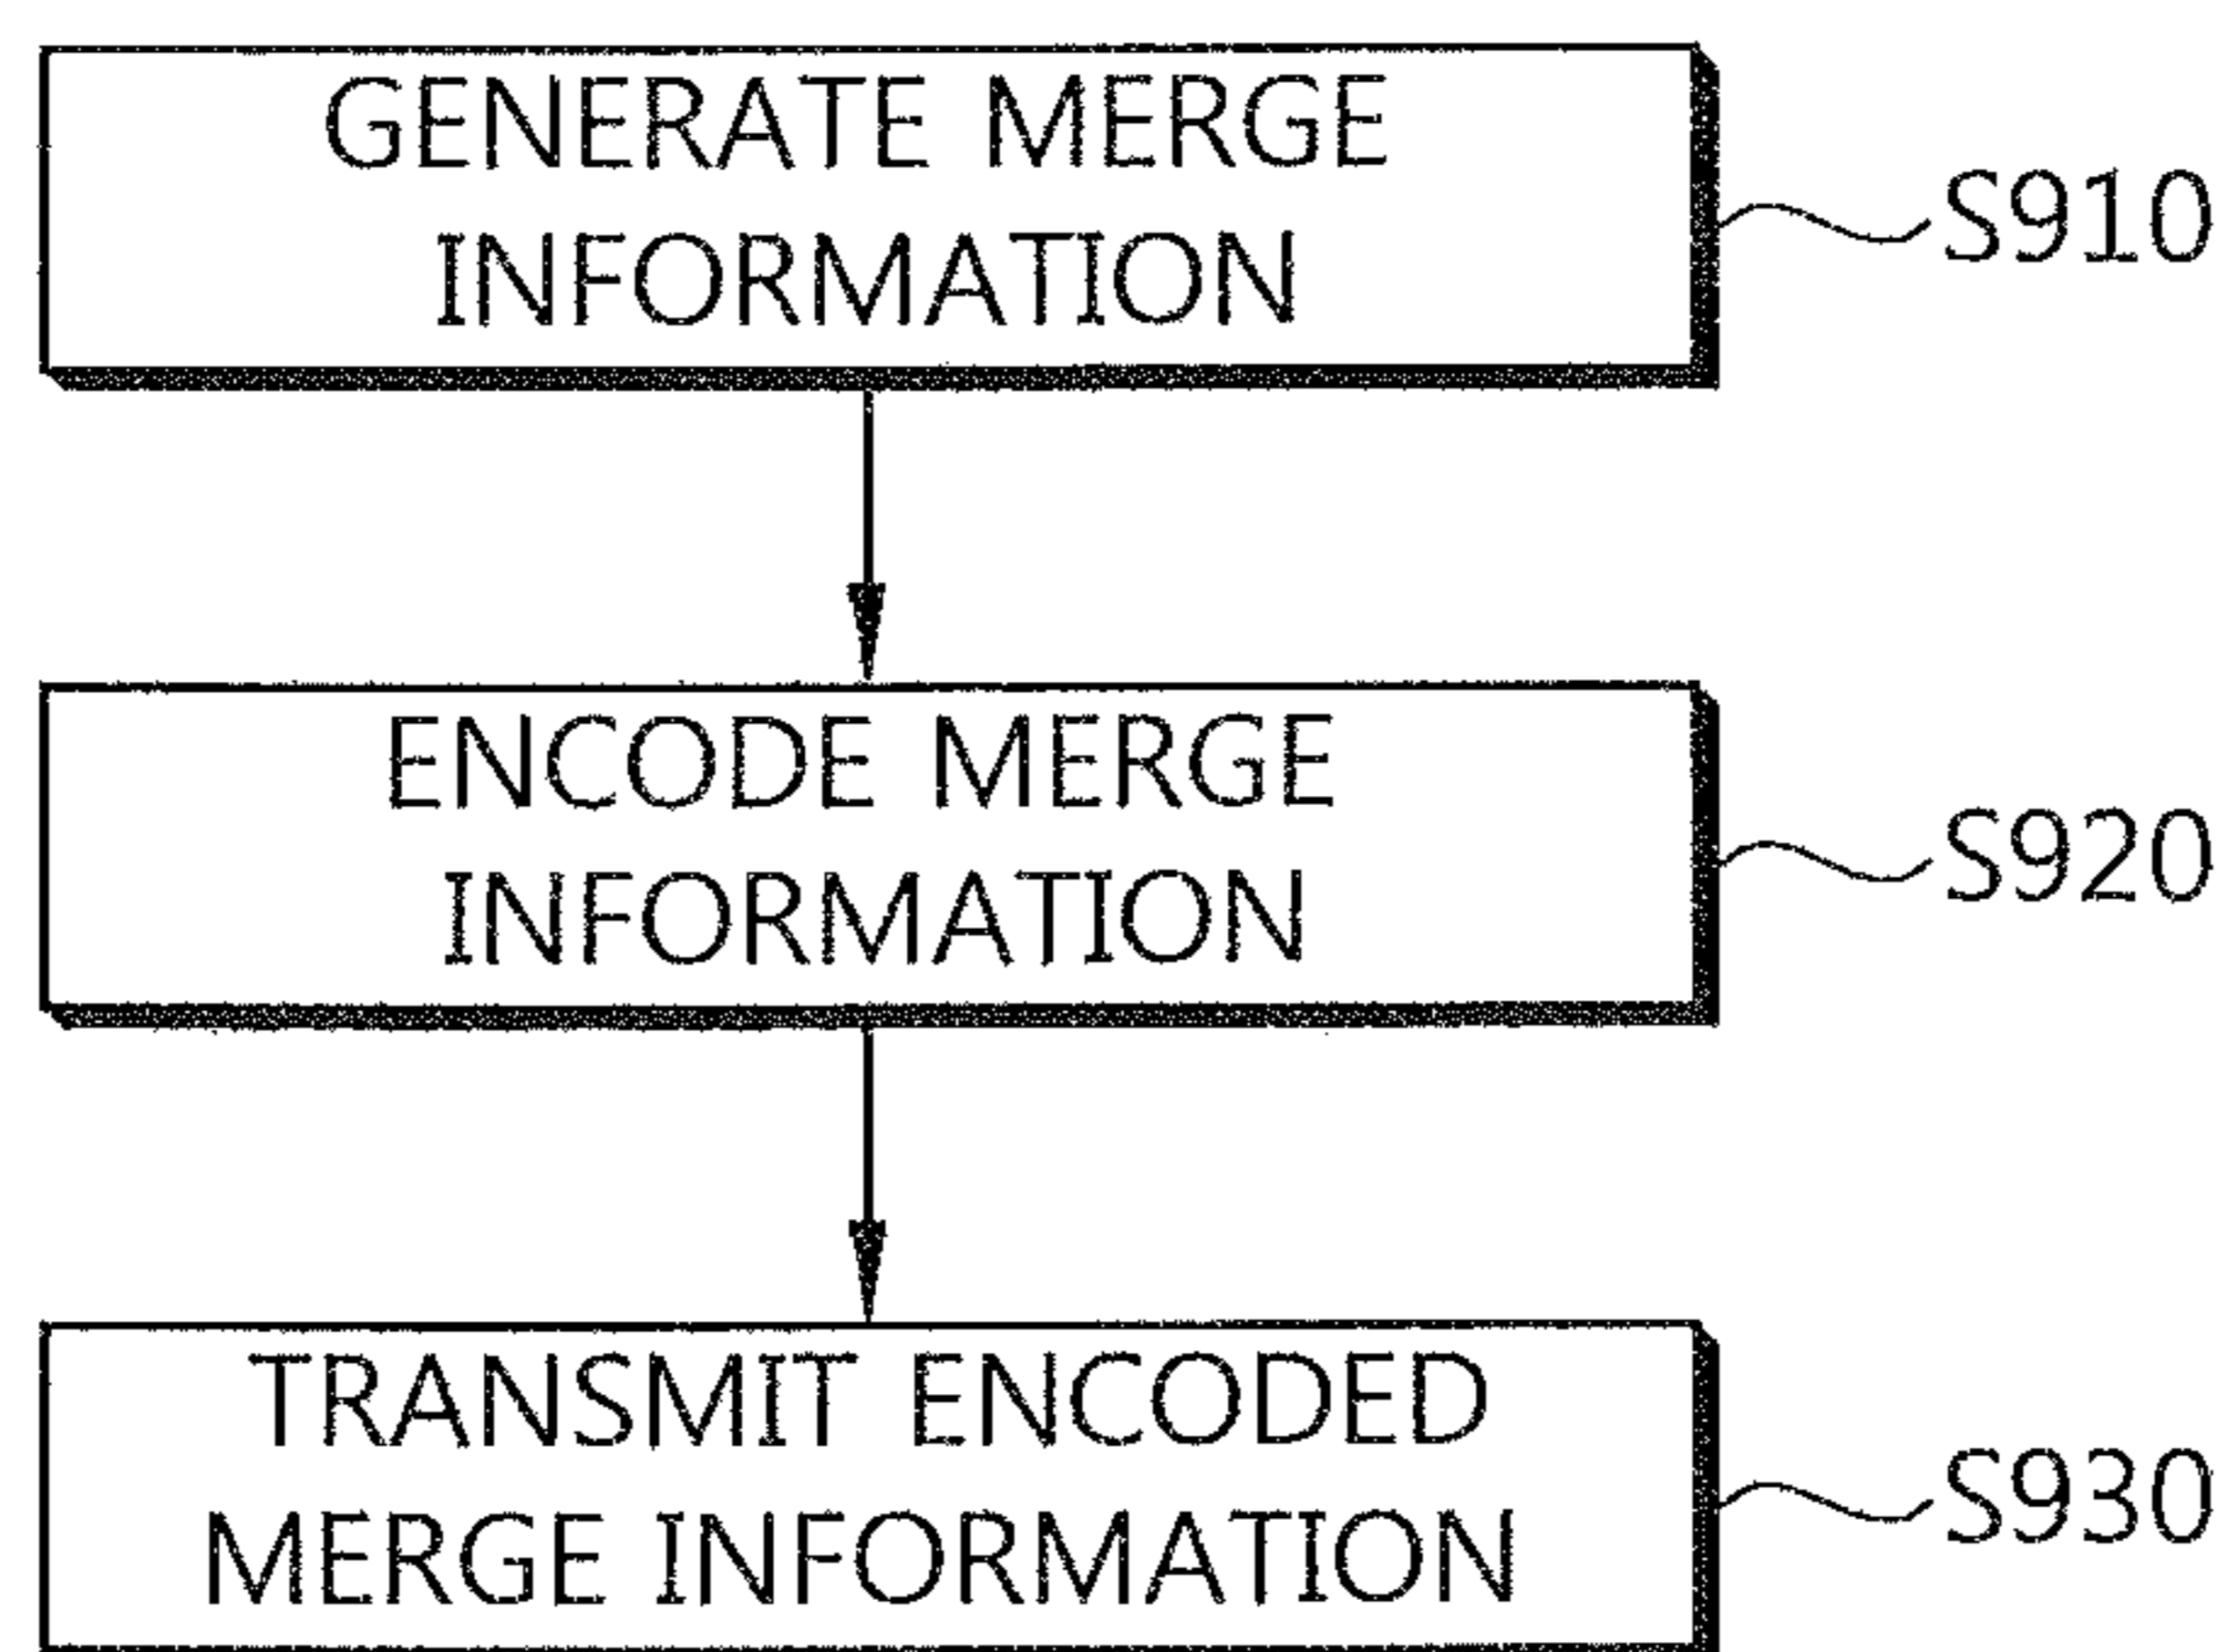 GENERATE MERGE
INFORMATION
S910
ENCODE MERGE
INFORMATION
S920
TRANSMIT ENCODED
MERGE INFORMATION
S930